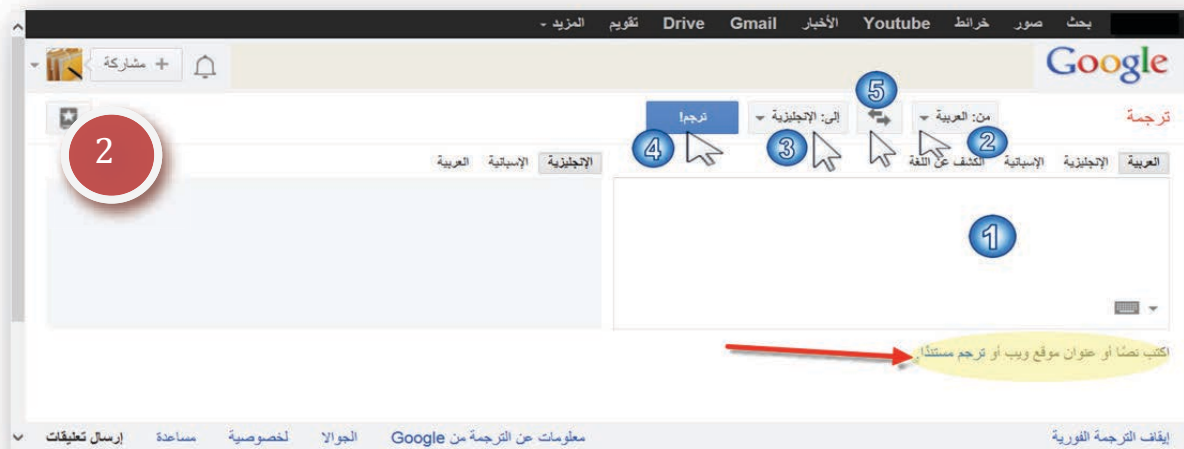 بحث صور خرائط Youtube الأخبار Gmail Drive تقويم المزيد
Google
+ مشاركة
ترجمة
من: العربية
5
إلى: الإنجليزية
ترجم!
2
3
4
2
العربية الإنجليزية الإسبانية الكشف عن اللغة
الإنجليزية الإسبانية العربية
1
اكتب نصًا أو عنوان موقع ويب أو ترجم مستندًا.
إيقاف الترجمة الفورية
معلومات عن الترجمة من Google الجوالا لخصوصية مساعدة إرسال تعليقات